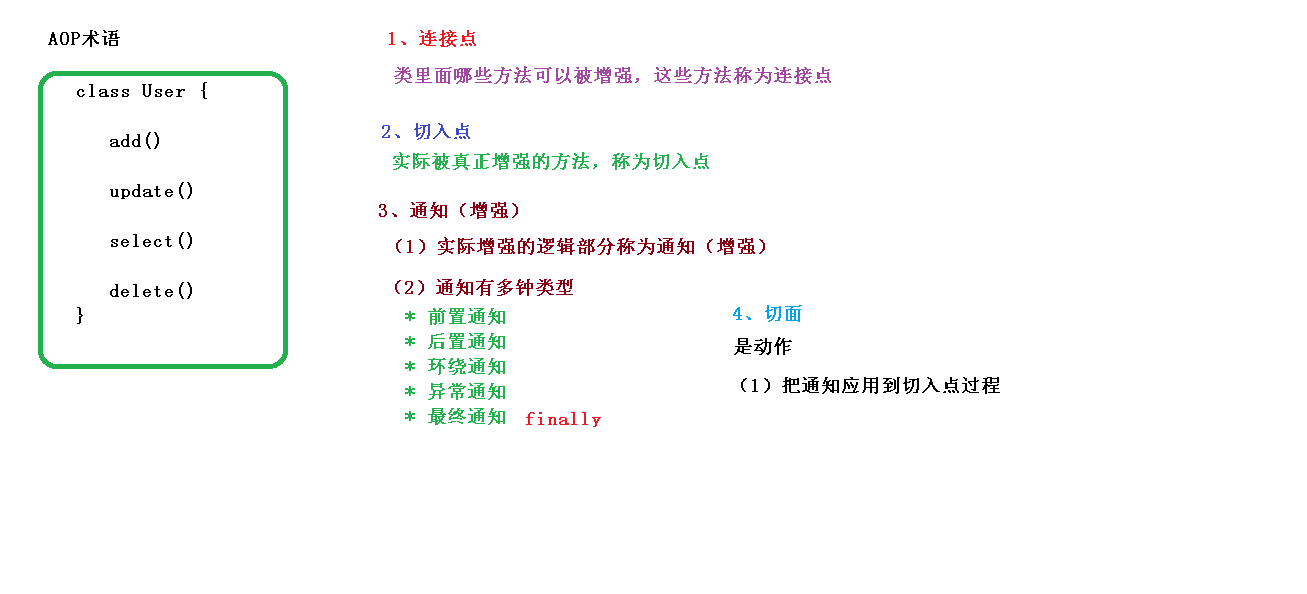 AOP术语
class User {
add()
update()
select()
delete()
}
1、连接点
类里面哪些方法可以被增强，这些方法称为连接点
2、切入点
实际被真正增强的方法，称为切入点
3、通知（增强）
（1）实际增强的逻辑部分称为通知（增强）
（2）通知有多钟类型
* 前置通知
* 后置通知
* 环绕通知
* 异常通知
* 最终通知 finally
4、切面
是动作
（1）把通知应用到切入点过程